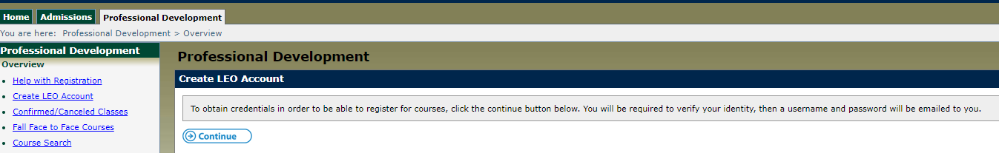 Home Admissions Professional Development
You are here: Professional Development > Overview
Professional Development
Overview
Help with Registration
Create LEO Account
Confirmed/Canceled Classes
Fall Face to Face Courses
Course Search
Professional Development
Create LEO Account
To obtain credentials in order to be able to register for courses, click the continue button below. You will be required to verify your identity, then a username and password will be emailed to you.
Continue